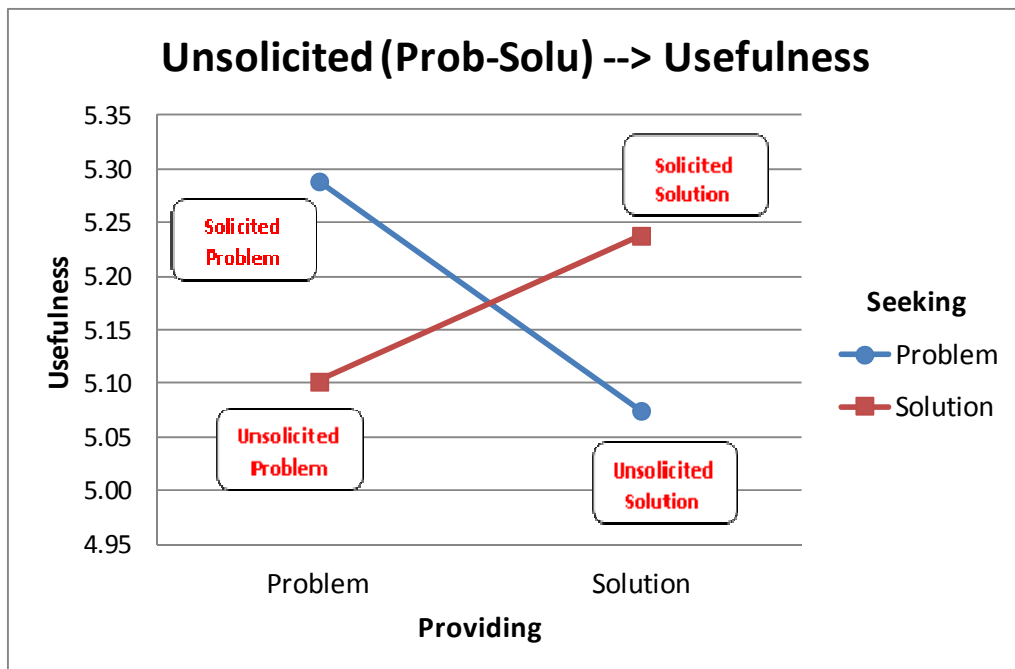 Unsolicited (Prob-Solu) --> Usefulness
5.35
5.30
5.25
5.20
5.15
5.10
5.05
5.00
4.95
Usefulness
Solicited
Problem
Solicited
Solution
Unsolicited
Problem
Unsolicited
Solution
Problem
Solution
Providing
Seeking
Problem
Solution